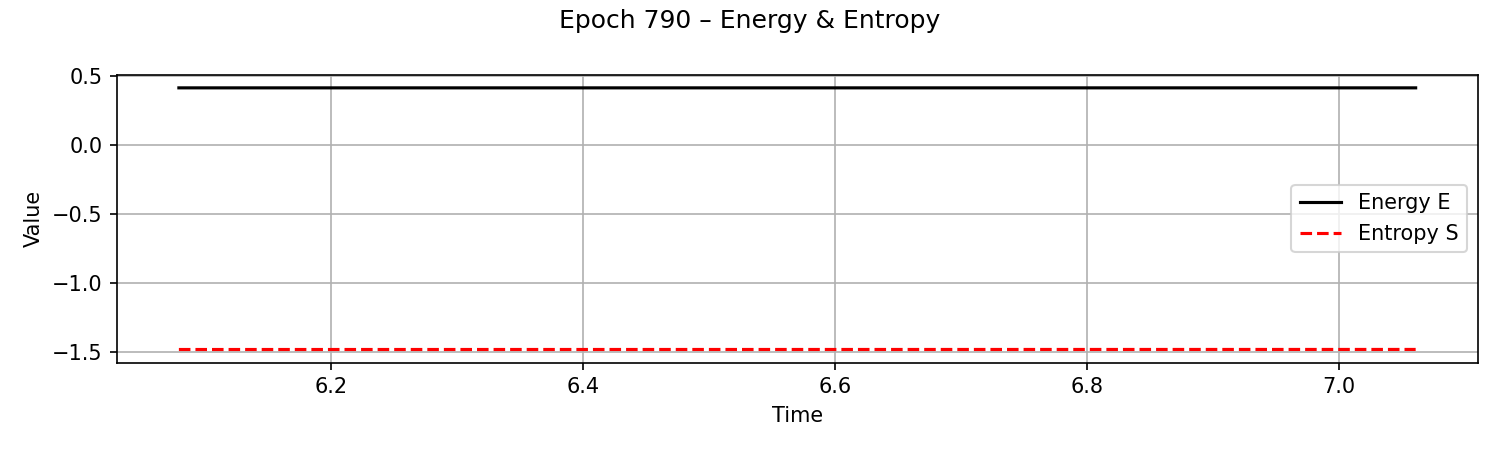 Epoch 790 – Energy & Entropy
0.5
0.0
−0.5
−1.0
−1.5
Value
Energy E
Entropy S
6.2 6.4 6.6 6.8 7.0
Time